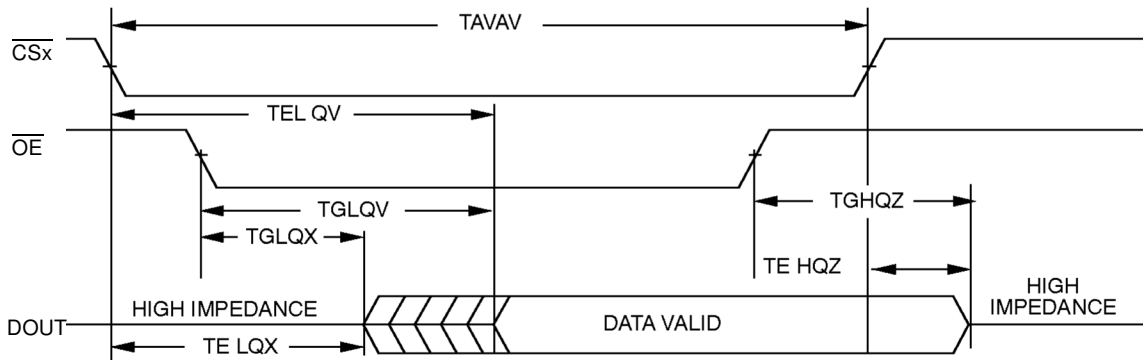 TAVAV
CSx
TEL QV
OE
TGLQV
TGHQZ
TGLQX
TE HQZ
HIGH IMPEDANCE
HIGH
IMPEDANCE
DOUT
DATA VALID
TE LQX